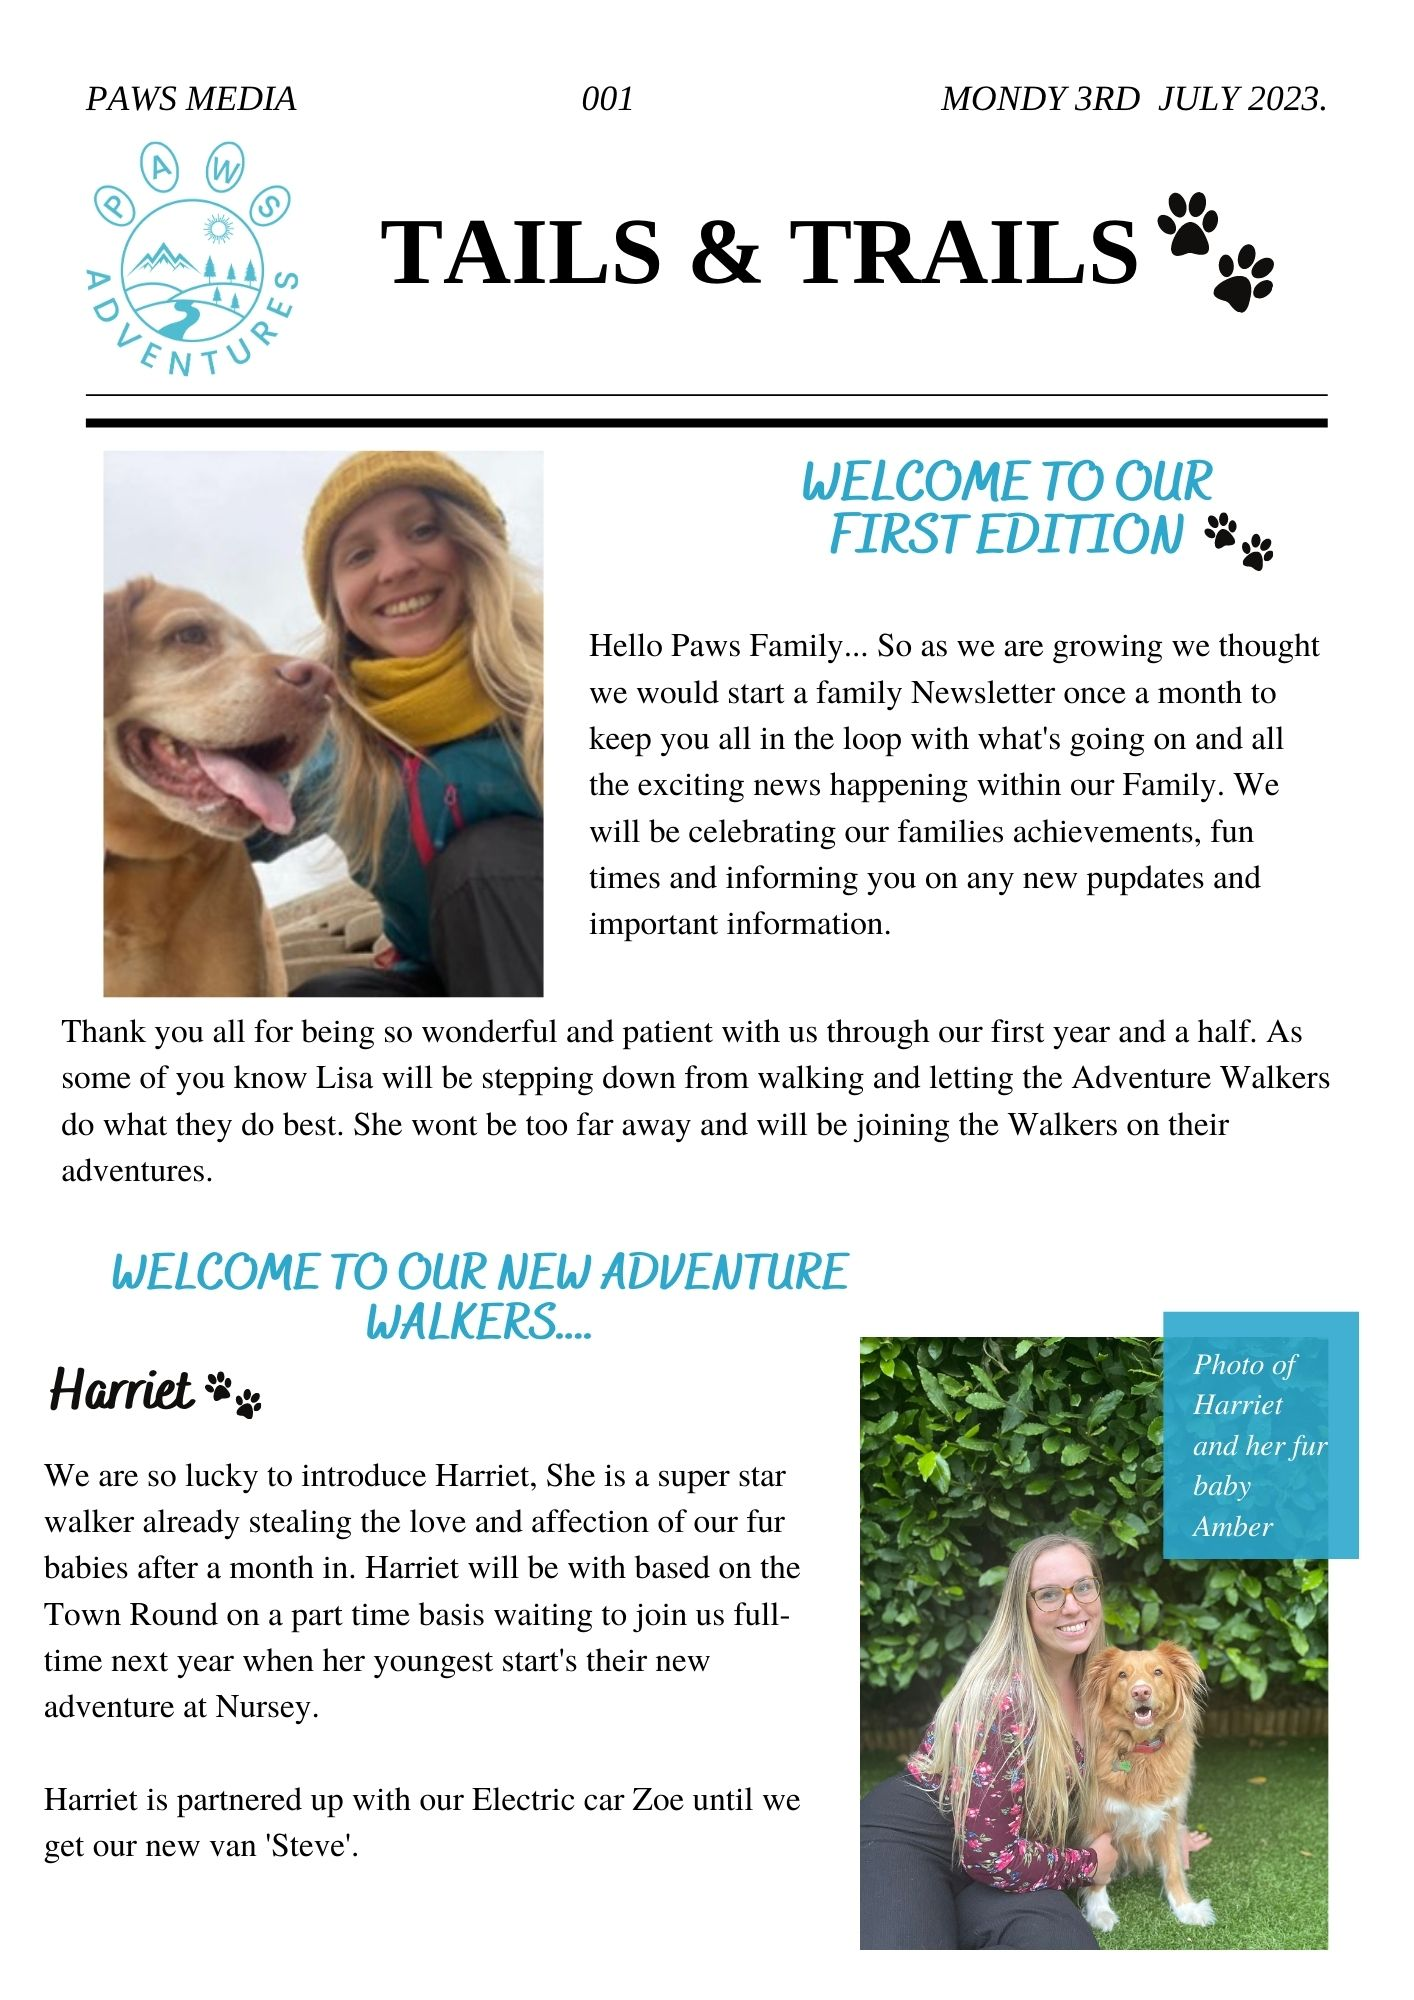 PAWS MEDIA
001
MONDY 3RD JULY 2023.
PAWS
ADVENTURES
TAILS & TRAILS
WELCOME TO OUR
FIRST EDITION
Hello Paws Family... So as we are growing we thought
we would start a family Newsletter once a month to
keep you all in the loop with what's going on and all
the exciting news happening within our Family. We
will be celebrating our families achievements, fun
times and informing you on any new pupdates and
important information.
Thank you all for being so wonderful and patient with us through our first year and a half. As
some of you know Lisa will be stepping down from walking and letting the Adventure Walkers
do what they do best. She wont be too far away and will be joining the Walkers on their
adventures.
WELCOME TO OUR NEW ADVENTURE
WALKERS....
Harriet
We are so lucky to introduce Harriet, She is a super star
walker already stealing the love and affection of our fur
babies after a month in. Harriet will be with based on the
Town Round on a part time basis waiting to join us full-
time next year when her youngest start's their new
adventure at Nursey.
Harriet is partnered up with our Electric car Zoe until we
get our new van 'Steve'.
Photo of
Harriet
and her fur
baby
Amber